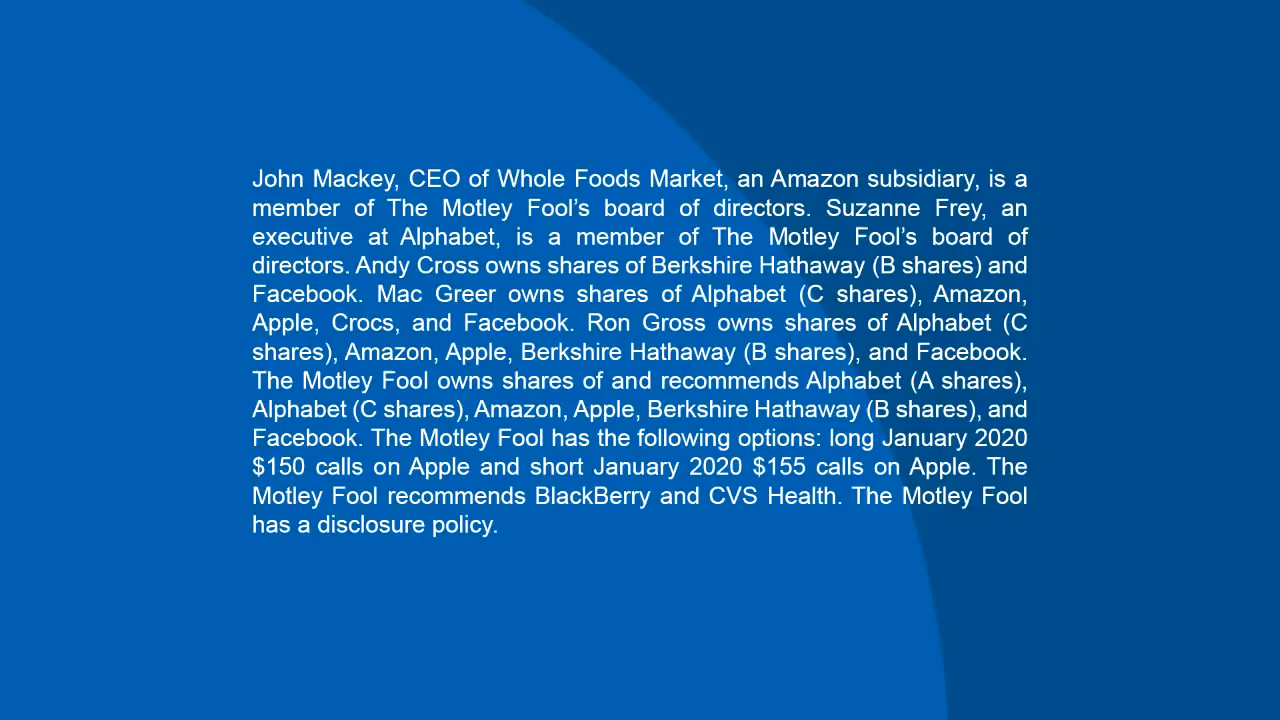 John Mackey, CEO of Whole Foods Market, an Amazon subsidiary, is a
member of The Motley Fool’s board of directors. Suzanne Frey, an
executive at Alphabet, is a member of The Motley Fool’s board of
directors. Andy Cross owns shares of Berkshire Hathaway (B shares) and
Facebook. Mac Greer owns shares of Alphabet (C shares), Amazon,
Apple, Crocs, and Facebook. Ron Gross owns shares of Alphabet (C
shares), Amazon, Apple, Berkshire Hathaway (B shares), and Facebook.
The Motley Fool owns shares of and recommends Alphabet (A shares),
Alphabet (C shares), Amazon, Apple, Berkshire Hathaway (B shares), and
Facebook. The Motley Fool has the following options: long January 2020
$150 calls on Apple and short January 2020 $155 calls on Apple. The
Motley Fool recommends BlackBerry and CVS Health. The Motley Fool
has a disclosure policy.